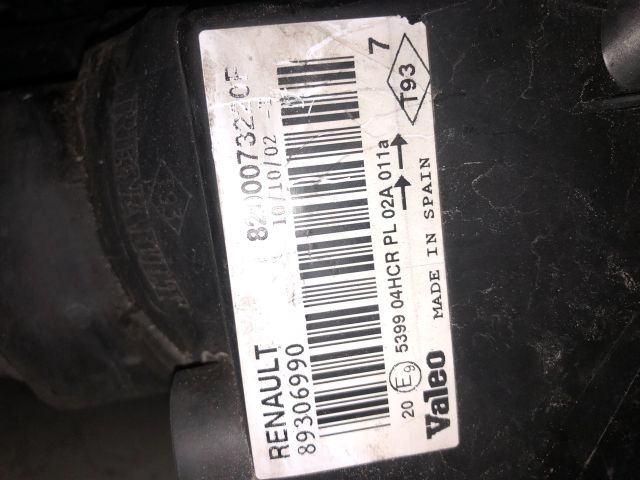 RENAULT
89306990
10/10/02
20 E9 5399 04HCR PL 02A 011a
Valeo MADE IN SPAIN
T93 7